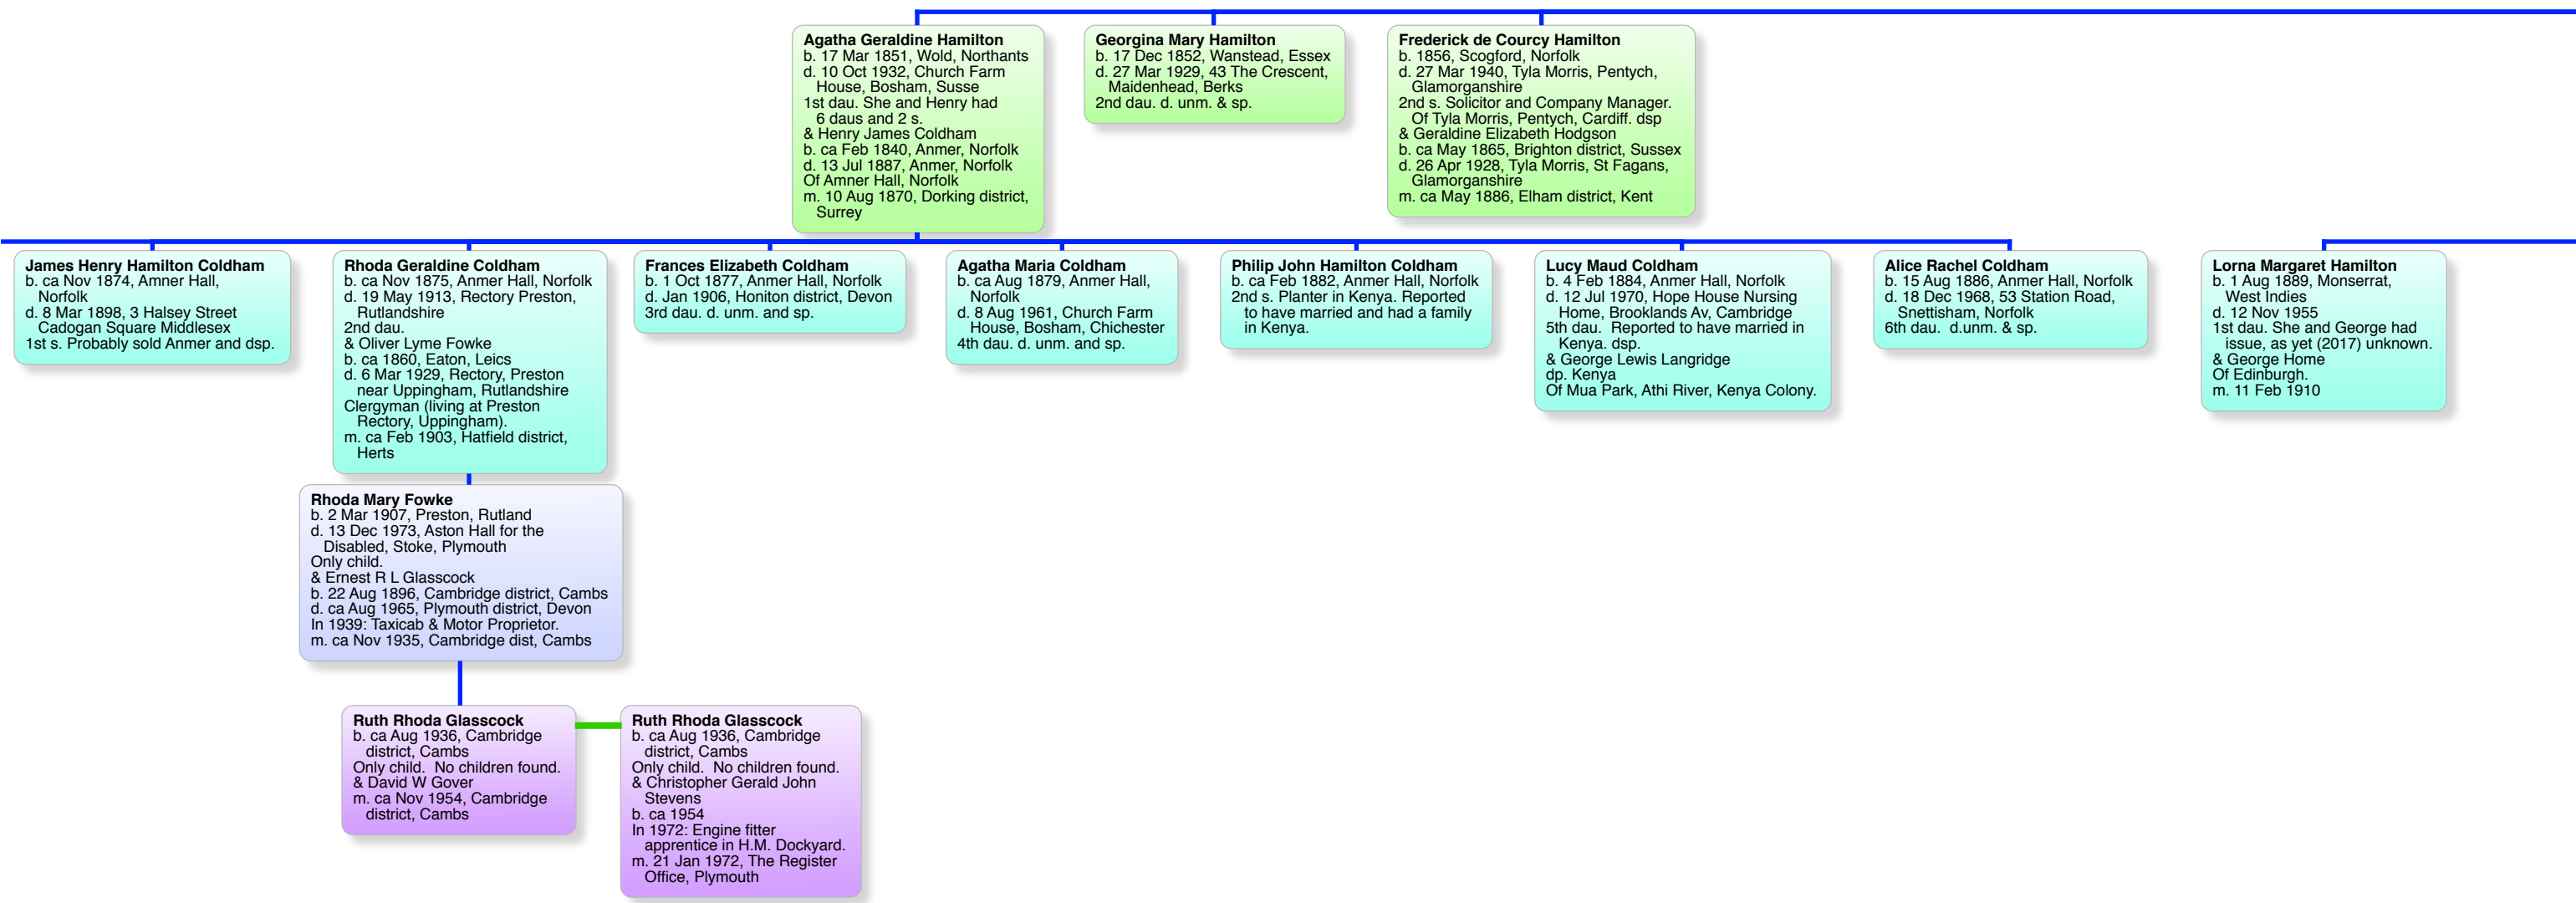 Agatha Geraldine Hamilton
b. 17 Mar 1851, Wold, Northants
d. 10 Oct 1932, Church Farm
House, Bosham, Susse
1st dau. She and Henry had
6 daus and 2 s.
& Henry James Coldham
b. ca Feb 1840, Anmer, Norfolk
d. 13 Jul 1887, Anmer, Norfolk
Of Amner Hall, Norfolk
m. 10 Aug 1870, Dorking district,
Surrey
Georgina Mary Hamilton
b. 17 Dec 1852, Wanstead, Essex
d. 27 Mar 1929, 43 The Crescent,
Maidenhead, Berks
2nd dau. d. unm. & sp.
Frederick de Courcy Hamilton
b. 1856, Scogford, Norfolk
d. 27 Mar 1940, Tyla Morris, Pentych,
Glamorganshire
2nd s. Solicitor and Company Manager.
Of Tyla Morris, Pentych, Cardiff. dsp
& Geraldine Elizabeth Hodgson
b. ca May 1865, Brighton district, Sussex
d. 26 Apr 1928, Tyla Morris, St Fagans,
Glamorganshire
m. ca May 1886, Elham district, Kent
James Henry Hamilton Coldham
b. ca Nov 1874, Amner Hall,
Norfolk
d. 8 Mar 1898, 3 Halsey Street
Cadogan Square Middlesex
1st s. Probably sold Anmer and dsp.
Rhoda Geraldine Coldham
b. ca Nov 1875, Anmer Hall, Norfolk
d. 19 May 1913, Rectory Preston,
Rutlandshire
2nd dau.
& Oliver Lyme Fowke
b. ca 1860, Eaton, Leics
d. 6 Mar 1929, Rectory, Preston
near Uppingham, Rutlandshire
Clergyman (living at Preston
Rectory, Uppingham).
m. ca Feb 1903, Hatfield district,
Herts
Frances Elizabeth Coldham
b. 1 Oct 1877, Anmer Hall, Norfolk
d. Jan 1906, Honiton district, Devon
3rd dau. d. unm. and sp.
Agatha Maria Coldham
b. ca Aug 1879, Anmer Hall,
Norfolk
d. 8 Aug 1961, Church Farm
House, Bosham, Chichester
4th dau. d. unm. and sp.
Philip John Hamilton Coldham
b. ca Feb 1882, Anmer Hall, Norfolk
2nd s. Planter in Kenya. Reported
to have married and had a family
in Kenya.
Lucy Maud Coldham
b. 4 Feb 1884, Anmer Hall, Norfolk
d. 12 Jul 1970, Hope House Nursing
Home, Brooklands Av, Cambridge
5th dau. Reported to have married in
Kenya. dsp.
& George Lewis Langridge
dp. Kenya
Of Mua Park, Athi River, Kenya Colony.
Alice Rachel Coldham
b. 15 Aug 1886, Anmer Hall, Norfolk
d. 18 Dec 1968, 53 Station Road,
Snettisham, Norfolk
6th dau. d.unm. & sp.
Lorna Margaret Hamilton
b. 1 Aug 1889, Monserrat,
West Indies
d. 12 Nov 1955
1st dau. She and George had
issue, as yet (2017) unknown.
& George Home
Of Edinburgh.
m. 11 Feb 1910
Rhoda Mary Fowke
b. 2 Mar 1907, Preston, Rutland
d. 13 Dec 1973, Aston Hall for the
Disabled, Stoke, Plymouth
Only child.
& Ernest R L Glasscock
b. 22 Aug 1896, Cambridge district, Cambs
d. ca Aug 1965, Plymouth district, Devon
In 1939: Taxicab & Motor Proprietor.
m. ca Nov 1935, Cambridge dist, Cambs
Ruth Rhoda Glasscock
b. ca Aug 1936, Cambridge
district, Cambs
Only child. No children found.
& David W Gover
m. ca Nov 1954, Cambridge
district, Cambs
Ruth Rhoda Glasscock
b. ca Aug 1936, Cambridge
district, Cambs
Only child. No children found.
& Christopher Gerald John
Stevens
b. ca 1954
In 1972: Engine fitter
apprentice in H.M. Dockyard.
m. 21 Jan 1972, The Register
Office, Plymouth